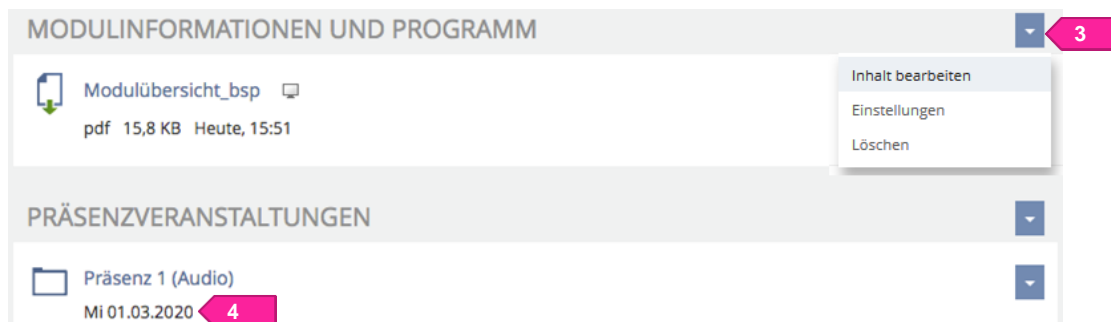 MODULINFORMATIONEN UND PROGRAMM
3
Modulübersicht_bsp
pdf 15,8 KB Heute, 15:51
Inhalt bearbeiten
Einstellungen
Löschen
PRÄSENZVERANSTALTUNGEN
Präsenz 1 (Audio)
Mi 01.03.2020
4